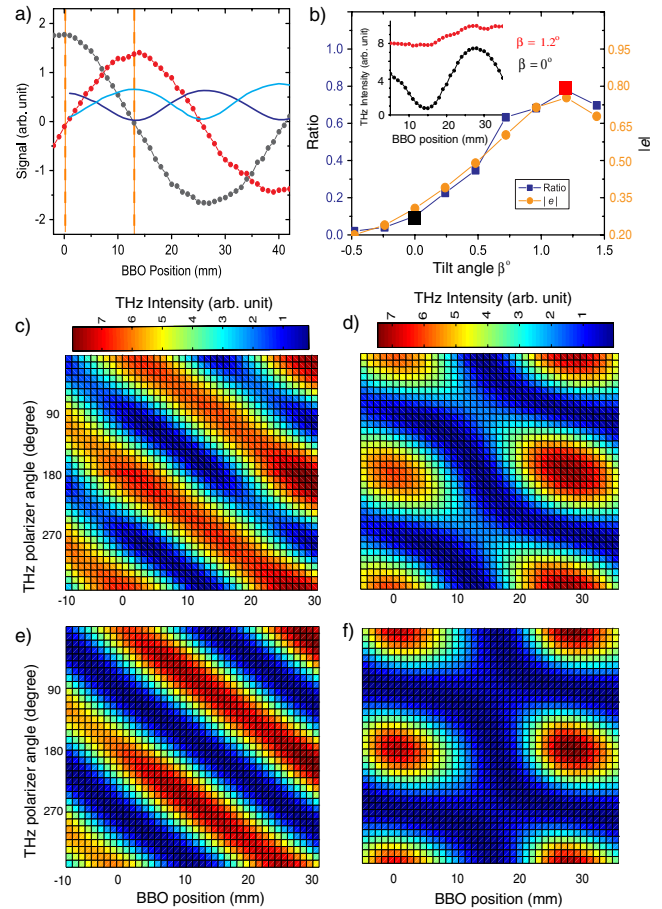 a)
Signal (arb. unit)
2
1
0
-1
-2
0 10 20 30 40
BBO Position (mm)
b)
Ratio
1.0
0.8
0.6
0.4
0.2
0.0
THz Intensity (arb. unit)
10
8
6
4
2
0
10 20 30
BBO position (mm)
β = 1.2°
β = 0°
Ratio
| e |
0.95
0.80
0.65
0.50
0.35
0.20
|e|
-0.5 0.0 0.5 1.0 1.5
Tilt angle β°
c)
THz Intensity (arb. unit)
7 6 5 4 3 2 1
THz polarizer angle (degree)
90
180
270
-10 0 10 20 30
d)
THz Intensity (arb. unit)
7 6 5 4 3 2 1
0 10 20 30
e)
THz polarizer angle (degree)
90
180
270
-10 0 10 20 30
BBO position (mm)
f)
0 10 20 30
BBO position (mm)